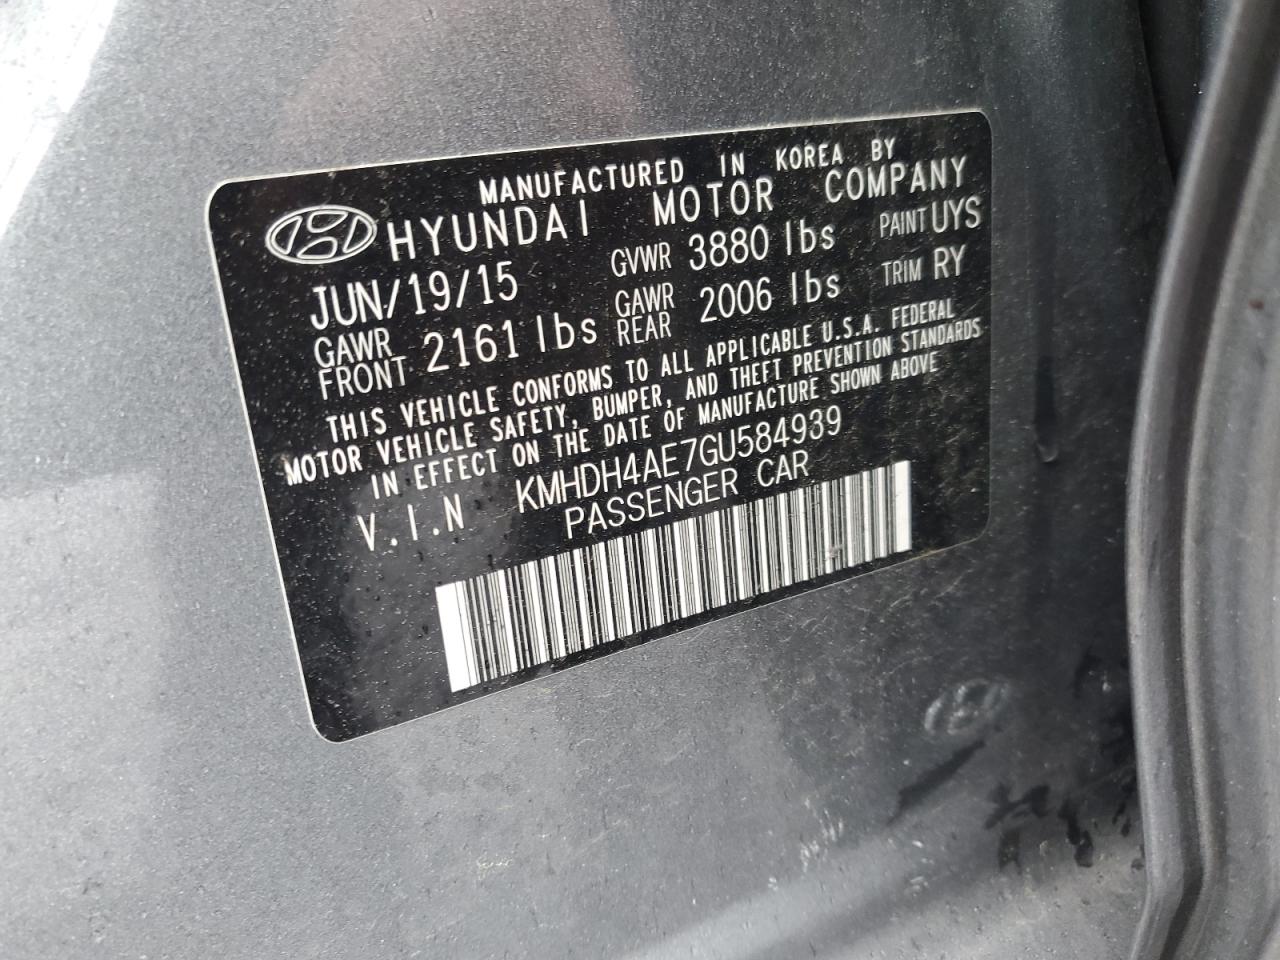 MANUFACTURED IN KOREA BY
HYUNDAI MOTOR COMPANY
JUN/19/15 GVWR 3880 lbs PAINT UYS
GAWR FRONT 2161 lbs GAWR REAR 2006 lbs TRIM RY
THIS VEHICLE CONFORMS TO ALL APPLICABLE U.S.A. FEDERAL
MOTOR VEHICLE SAFETY, BUMPER, AND THEFT PREVENTION STANDARDS
IN EFFECT ON THE DATE OF MANUFACTURE SHOWN ABOVE
V.I.N KMHDH4AE7GU584939
PASSENGER CAR